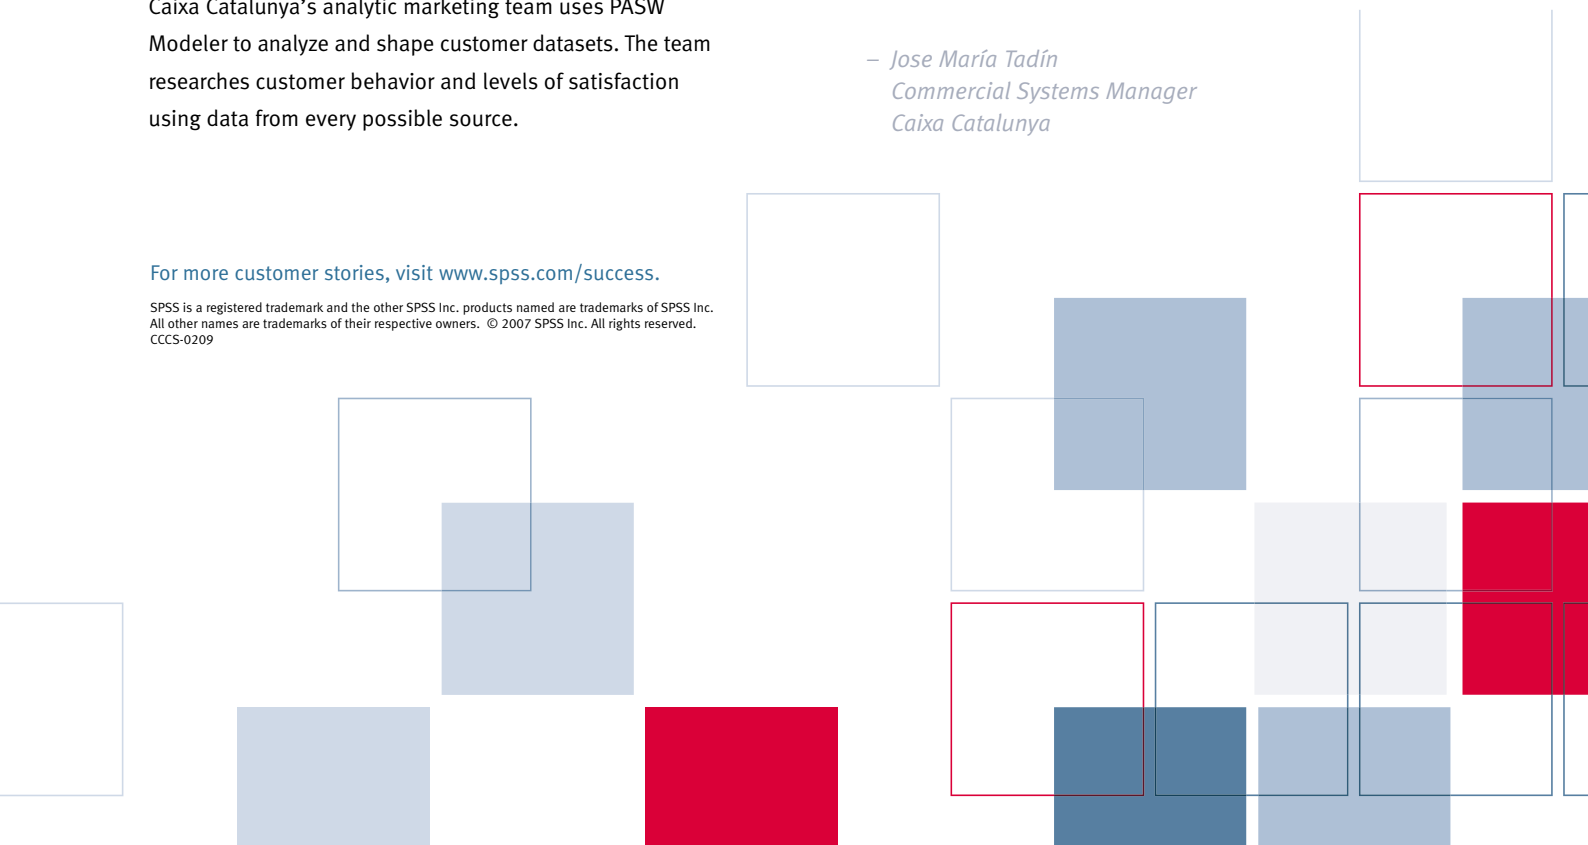 Caixa Catalunya's analytic marketing team uses PASW
Modeler to analyze and shape customer datasets. The team
researches customer behavior and levels of satisfaction
using data from every possible source.
– Jose María Tadín
Commercial Systems Manager
Caixa Catalunya
For more customer stories, visit www.spss.com/success.
SPSS is a registered trademark and the other SPSS Inc. products named are trademarks of SPSS Inc.
All other names are trademarks of their respective owners. © 2007 SPSS Inc. All rights reserved.
CCCS-0209